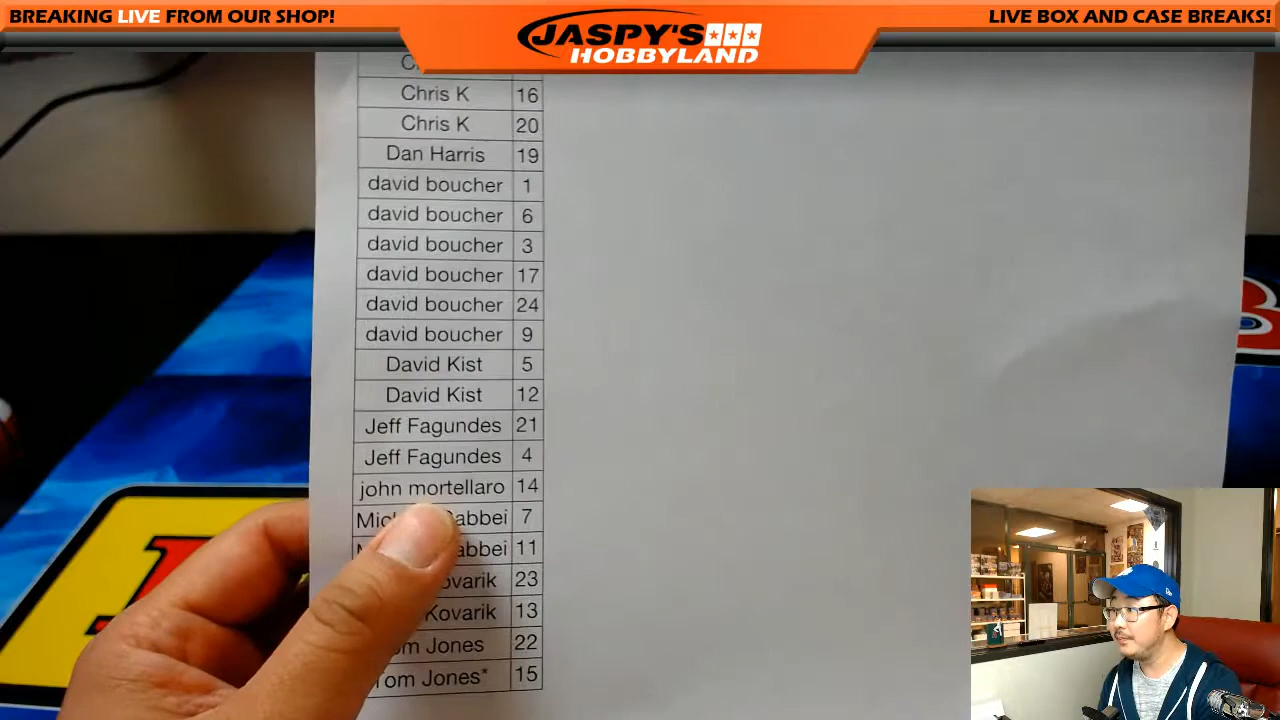 BREAKING LIVE FROM OUR SHOP!
JASPY'S
HOBBYLAND
LIVE BOX AND CASE BREAKS!
Chris K 16
Chris K 20
Dan Harris 19
david boucher 1
david boucher 6
david boucher 3
david boucher 17
david boucher 24
david boucher 9
David Kist 5
David Kist 12
Jeff Fagundes 21
Jeff Fagundes 4
john mortellaro 14
7
11
Kovarik 23
Kovarik 13
Tom Jones 22
Tom Jones* 15